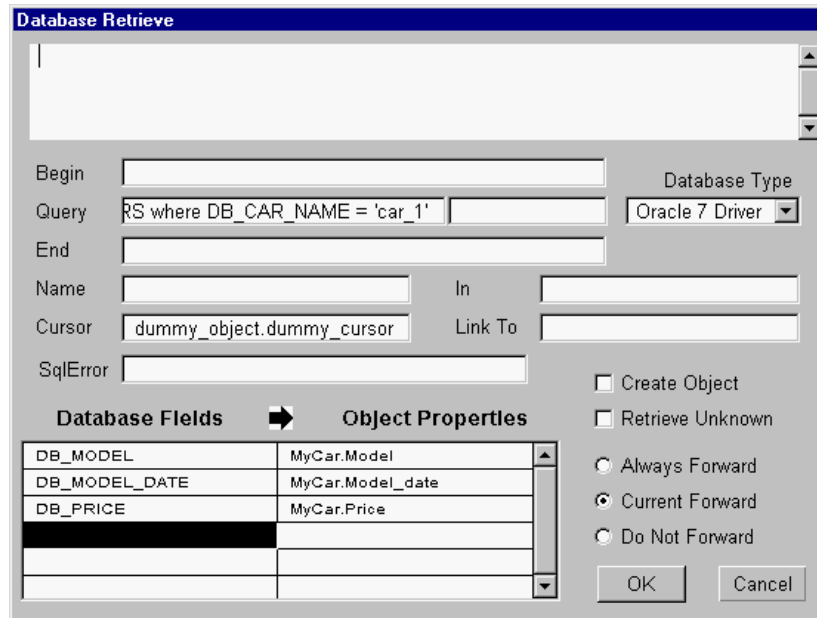 Database Retrieve
Begin
Database Type
Query RS where DB_CAR_NAME = 'car_1' Oracle 7 Driver
End
Name In
Cursor dummy_object.dummy_cursor Link To
SqlError
Create Object
Database Fields Object Properties Retrieve Unknown
DB_MODEL MyCar.Model
Always Forward
DB_MODEL_DATE MyCar.Model_date
Current Forward
DB_PRICE MyCar.Price
Do Not Forward
OK Cancel